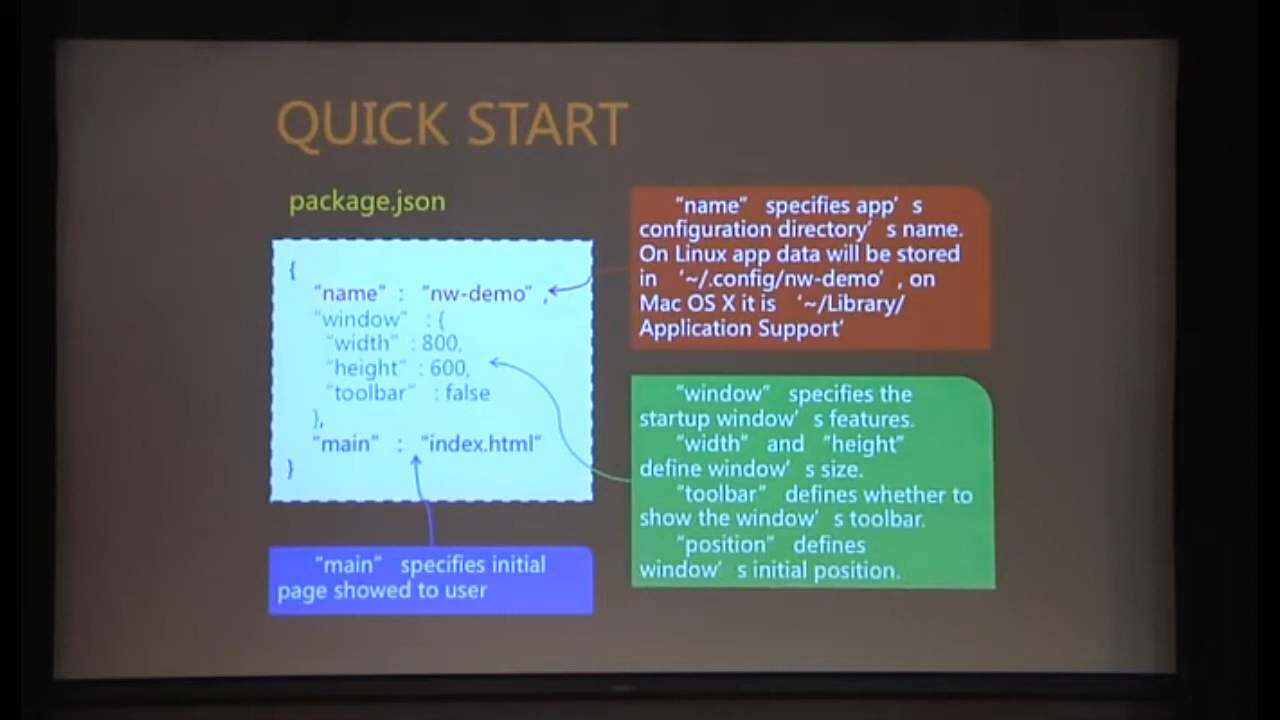 QUICK START
package.json
{
"name" : "nw-demo" ,
"window" : {
"width" : 800,
"height" : 600,
"toolbar" : false
},
"main" : "index.html"
}
"main" specifies initial
page showed to user
"name" specifies app's
configuration directory's name.
On Linux app data will be stored
in '~/.config/nw-demo', on
Mac OS X it is '~/Library/
Application Support'
"window" specifies the
startup window's features.
"width" and "height"
define window's size.
"toolbar" defines whether to
show the window's toolbar.
"position" defines
window's initial position.